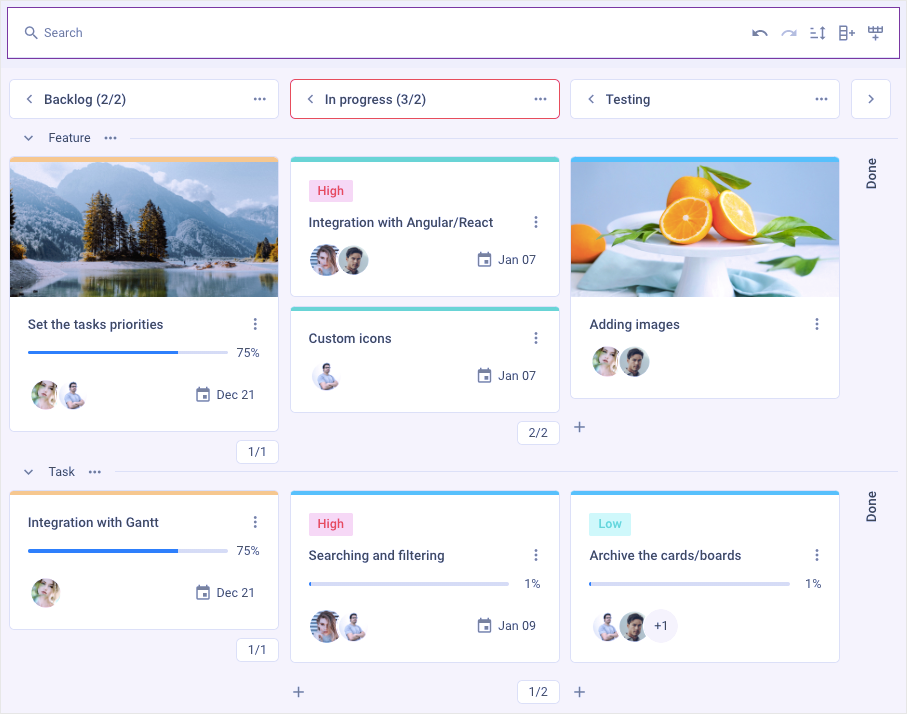 Search
Backlog (2/2)
In progress (3/2)
Testing
Feature
Done
High
Integration with Angular/React
Jan 07
Set the tasks priorities
75%
Dec 21
1/1
Custom icons
Jan 07
2/2
Adding images
Task
Done
Integration with Gantt
75%
Dec 21
1/1
High
Searching and filtering
1%
Jan 09
1/2
Low
Archive the cards/boards
1%
+1